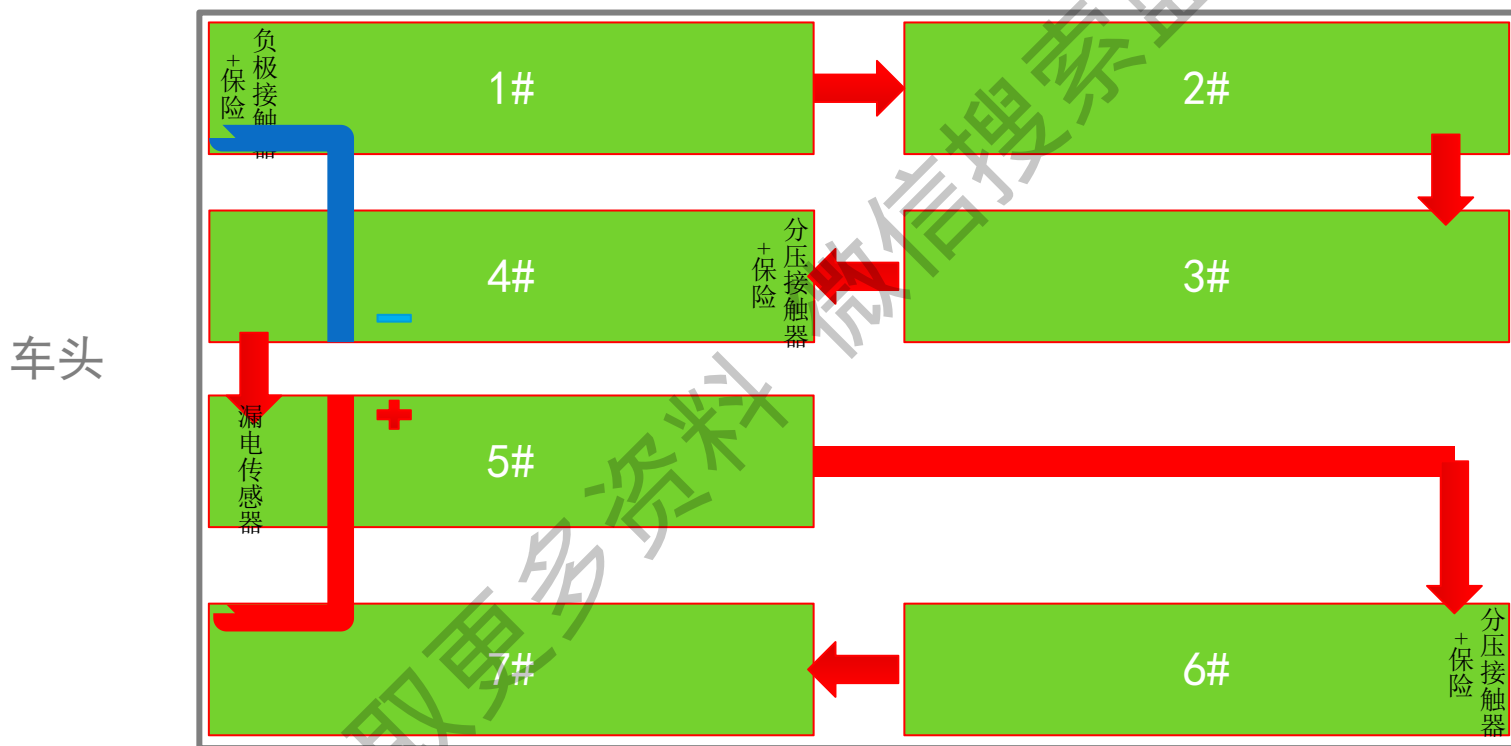 负极接触器
+保险
1#
2#
4#
分压接触器
+保险
3#
车头
漏电传感器
5#
7#
6#
分压接触器
+保险
取更多资料 微信搜索